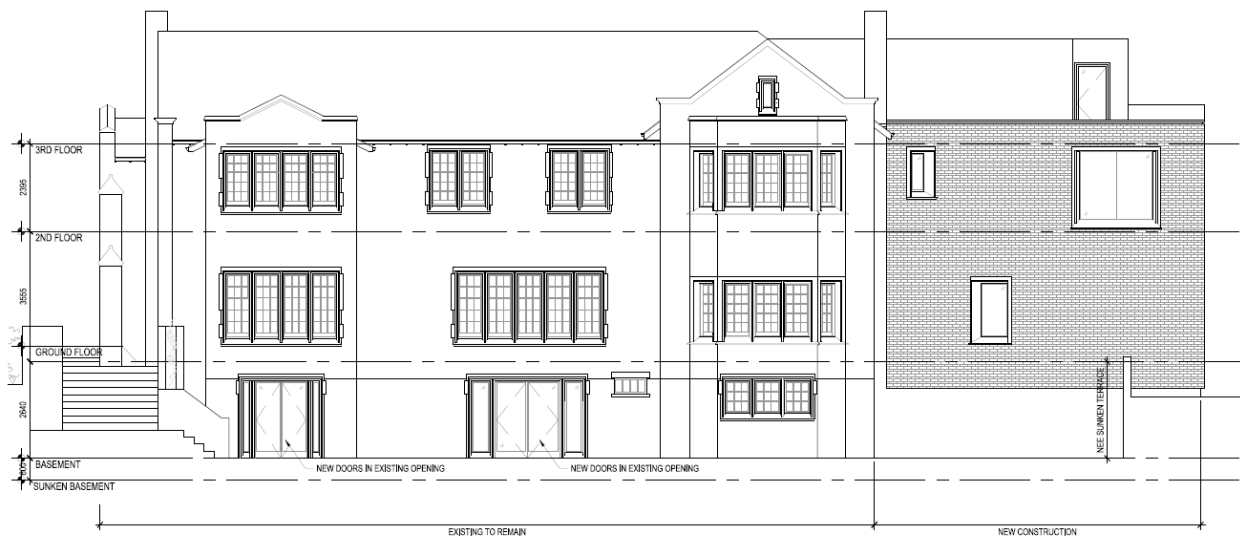 3RD FLOOR
2395
2ND FLOOR
3555
GROUND FLOOR
2640
NEE SUNKEN TERRACE
BASEMENT
NEW DOORS IN EXISTING OPENING
NEW DOORS IN EXISTING OPENING
600
SUNKEN BASEMENT
EXISTING TO REMAIN
NEW CONSTRUCTION